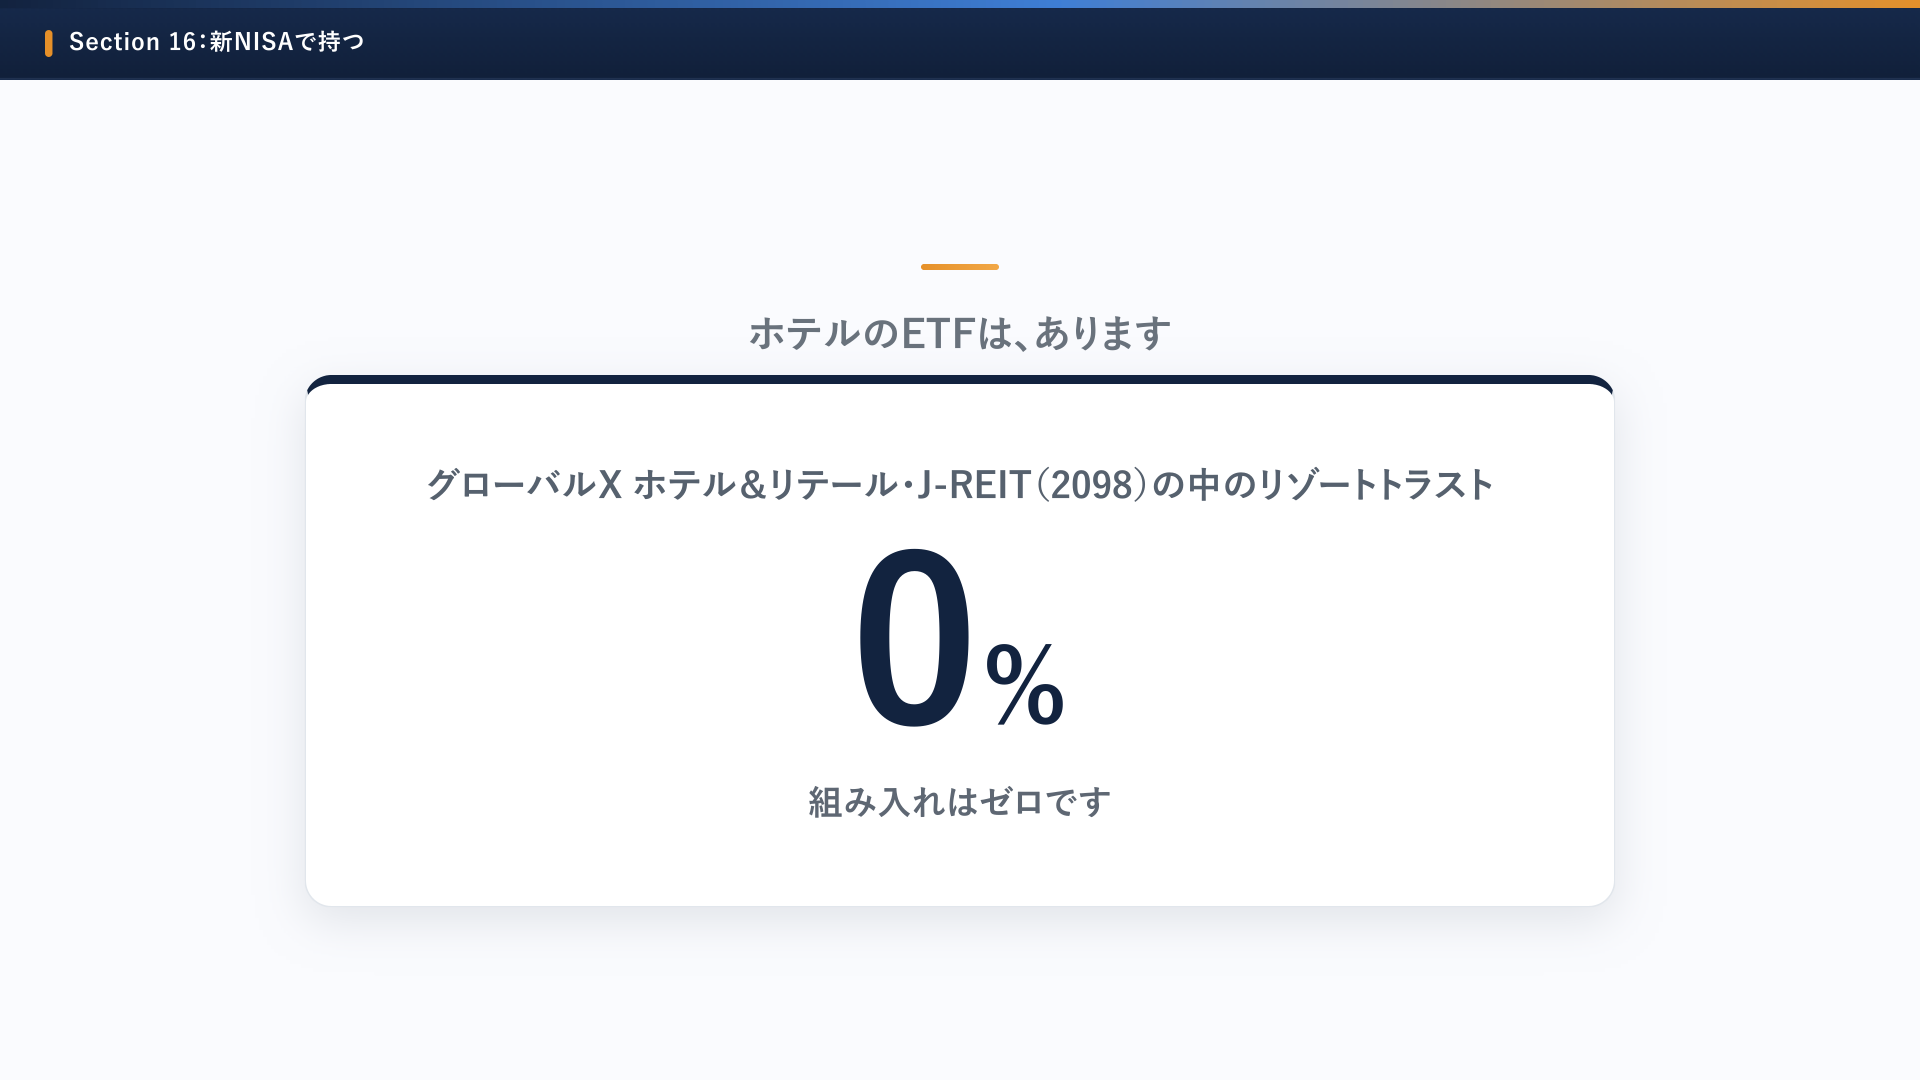 Section 16：新NISAで持つ
ホテルのETFは、あります
グローバルX ホテル＆リテール・J-REIT（2098）の中のリゾートトラスト
0%
組み入れはゼロです